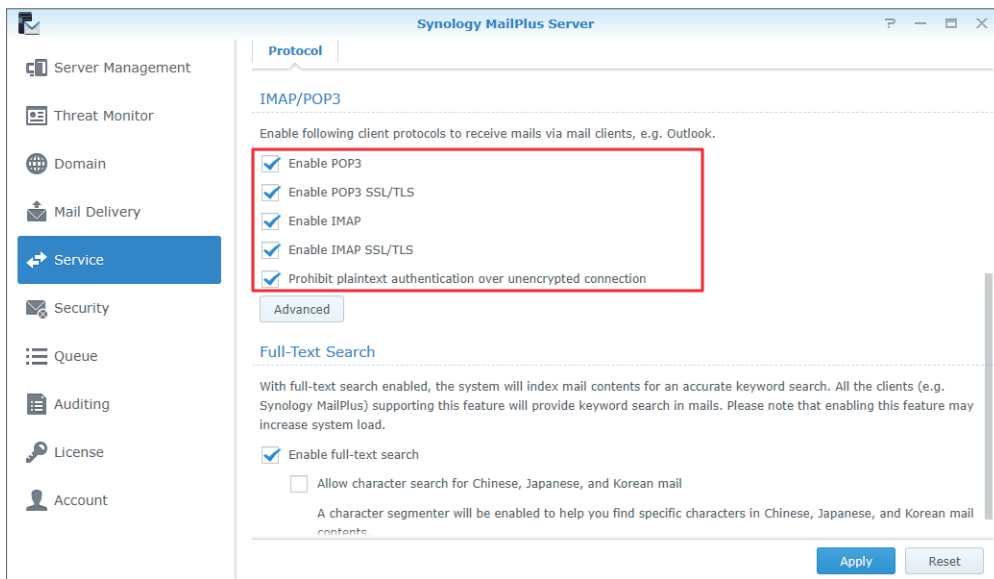 Synology MailPlus Server
Server Management
Threat Monitor
Domain
Mail Delivery
Service
Security
Queue
Auditing
License
Account
Protocol
IMAP/POP3
Enable following client protocols to receive mails via mail clients, e.g. Outlook.
Enable POP3
Enable POP3 SSL/TLS
Enable IMAP
Enable IMAP SSL/TLS
Prohibit plaintext authentication over unencrypted connection
Advanced
Full-Text Search
With full-text search enabled, the system will index mail contents for an accurate keyword search. All the clients (e.g.
Synology MailPlus) supporting this feature will provide keyword search in mails. Please note that enabling this feature may
increase system load.
Enable full-text search
Allow character search for Chinese, Japanese, and Korean mail
A character segmenter will be enabled to help you find specific characters in Chinese, Japanese, and Korean mail
contents.
Apply
Reset